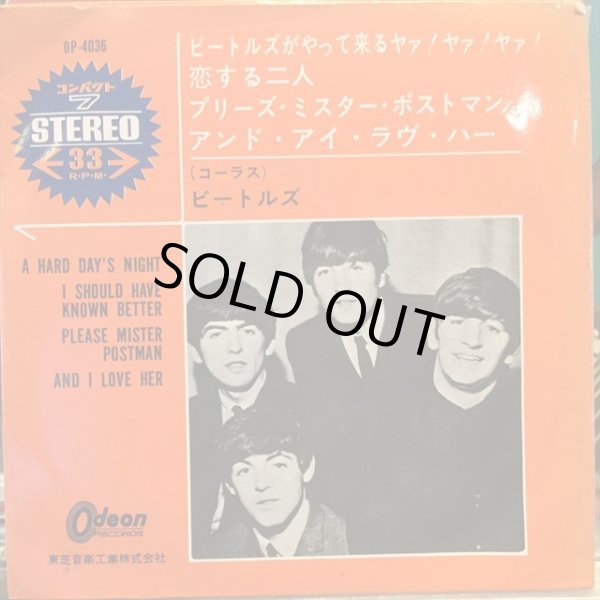 OP-4036
コンパクト
7
STEREO
33
R・P・M・
ビートルズがやって来るヤァ!ヤァ!ヤァ!
恋する二人
プリーズ・ミスター・ポストマン
アンド・アイ・ラヴ・ハー
(コーラス)
ビートルズ
A HARD DAY'S NIGHT
I SHOULD HAVE
KNOWN BETTER
PLEASE MISTER
POSTMAN
AND I LOVE HER
SOLD OUT
Odeon
RECORDS
東芝音楽工業株式会社